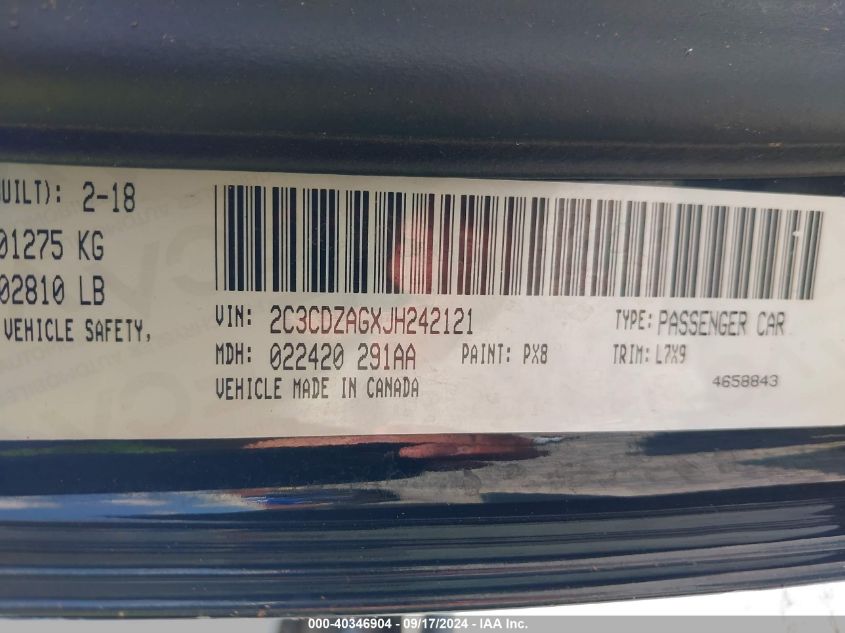 UILT): 2-18
01275 KG
02810 LB
VEHICLE SAFETY,
VIN: 2C3CDZAGXJH242121 TYPE: PASSENGER CAR
MDH: 022420 291AA PAINT: PX8 TRIM: L7X9
VEHICLE MADE IN CANADA 4658843
000-40346904 - 09/17/2024 - IAA Inc.